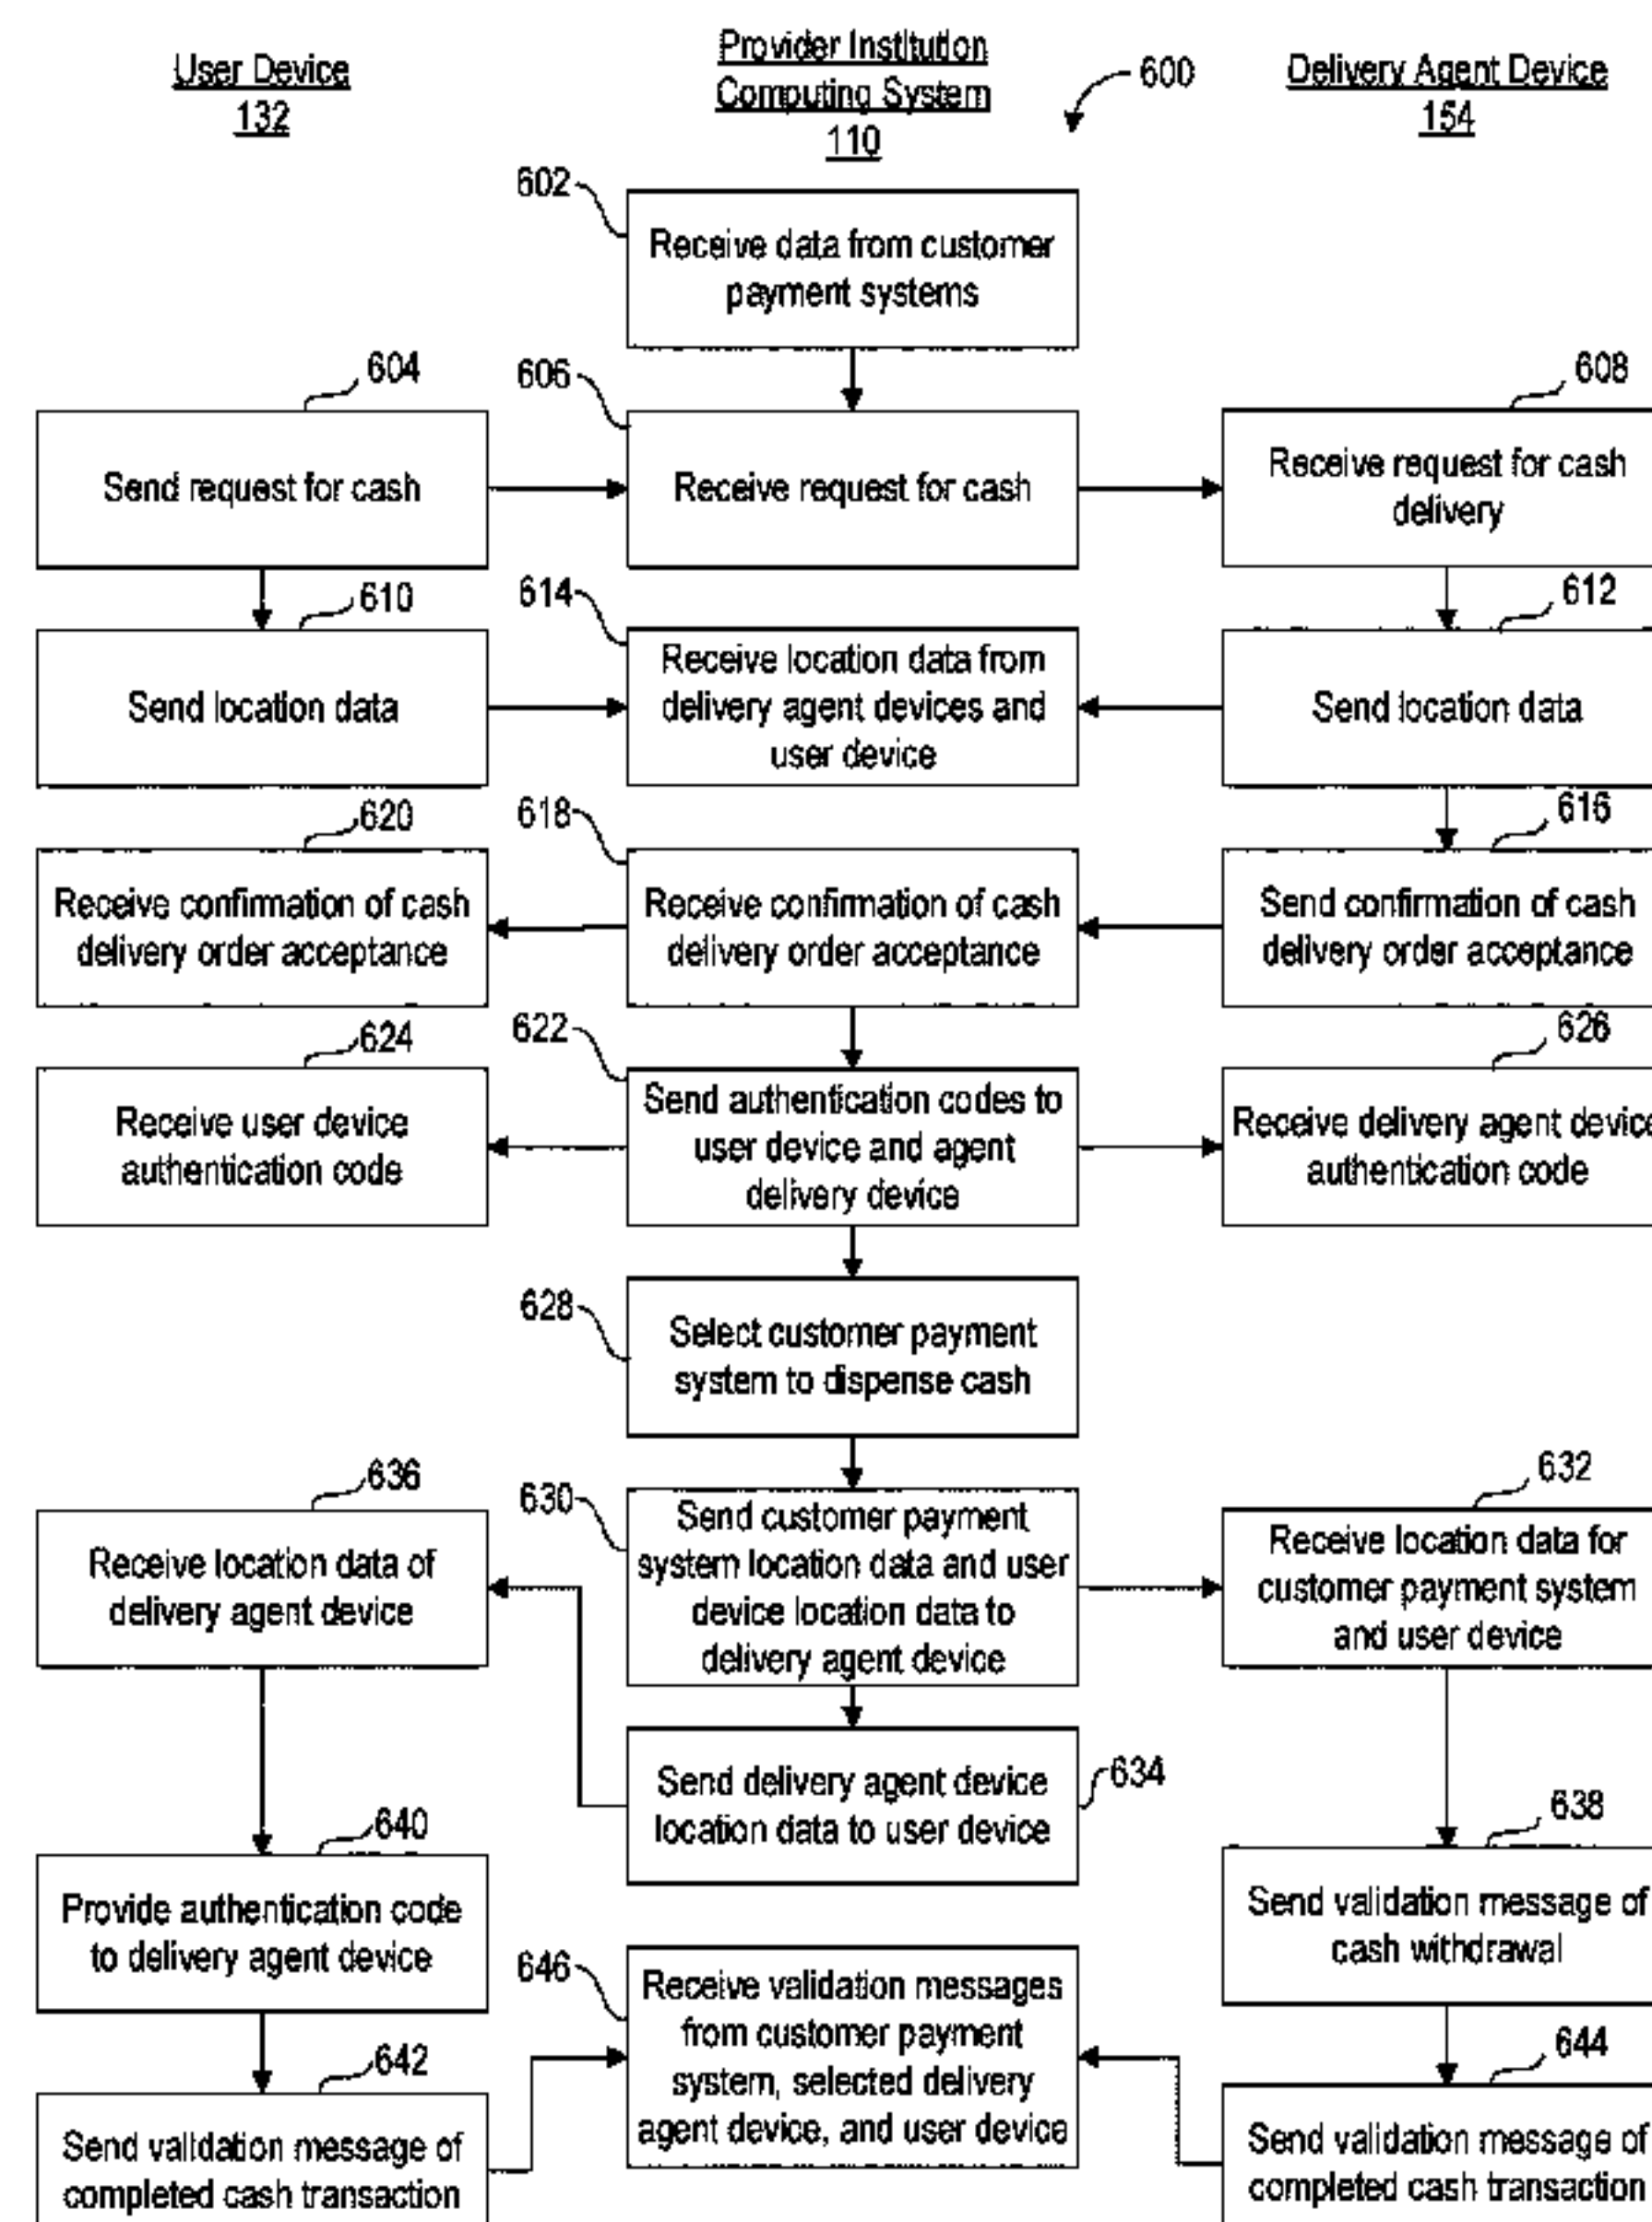 User Device
132
Provider Institution
Computing System
110
600
Delivery Agent Device
154
602
Receive data from customer
payment systems
604
Send request for cash
606
Receive request for cash
608
Receive request for cash
delivery
610
Send location data
614
Receive location data from
delivery agent devices and
user device
612
Send location data
620
Receive confirmation of cash
delivery order acceptance
618
Receive confirmation of cash
delivery order acceptance
616
Send confirmation of cash
delivery order acceptance
624
Receive user device
authentication code
622
Send authentication codes to
user device and agent
delivery device
626
Receive delivery agent device
authentication code
628
Select customer payment
system to dispense cash
636
Receive location data of
delivery agent device
630
Send customer payment
system location data and user
device location data to
delivery agent device
632
Receive location data for
customer payment system
and user device
634
Send delivery agent device
location data to user device
640
Provide authentication code
to delivery agent device
638
Send validation message of
cash withdrawal
646
Receive validation messages
from customer payment
system, selected delivery
agent device, and user device
642
Send validation message of
completed cash transaction
644
Send validation message of
completed cash transaction